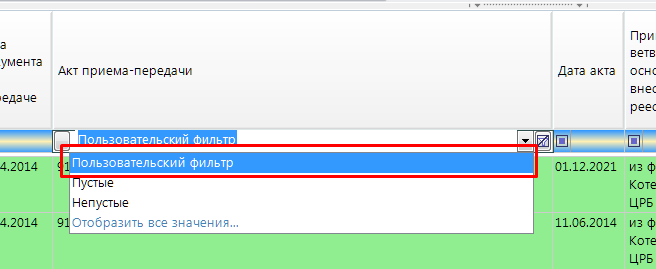 а
умента
редаче
Акт приема-передачи
Дата акта
При
ветв
осно
внес
реес
Пользовательский фильтр
Пользовательский фильтр
Пустые
Непустые
Отобразить все значения...
4.2014
91
01.12.2021
из ф
Коте
ЦРБ
4.2014
91
11.06.2014
из ф
Коте
ЦРБ